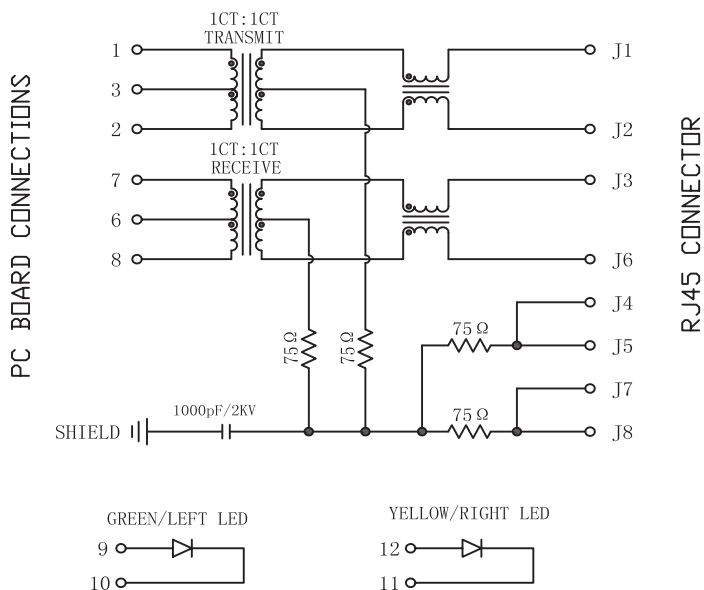 1CT:1CT
TRANSMIT
1
3
2
J1
J2
1CT:1CT
RECEIVE
7
6
8
J3
J6
PC BOARD CONNECTIONS
RJ45 CONNECTOR
75Ω
75Ω
75Ω
J4
J5
J7
75Ω
J8
1000pF/2KV
SHIELD
GREEN/LEFT LED
9
10
YELLOW/RIGHT LED
12
11